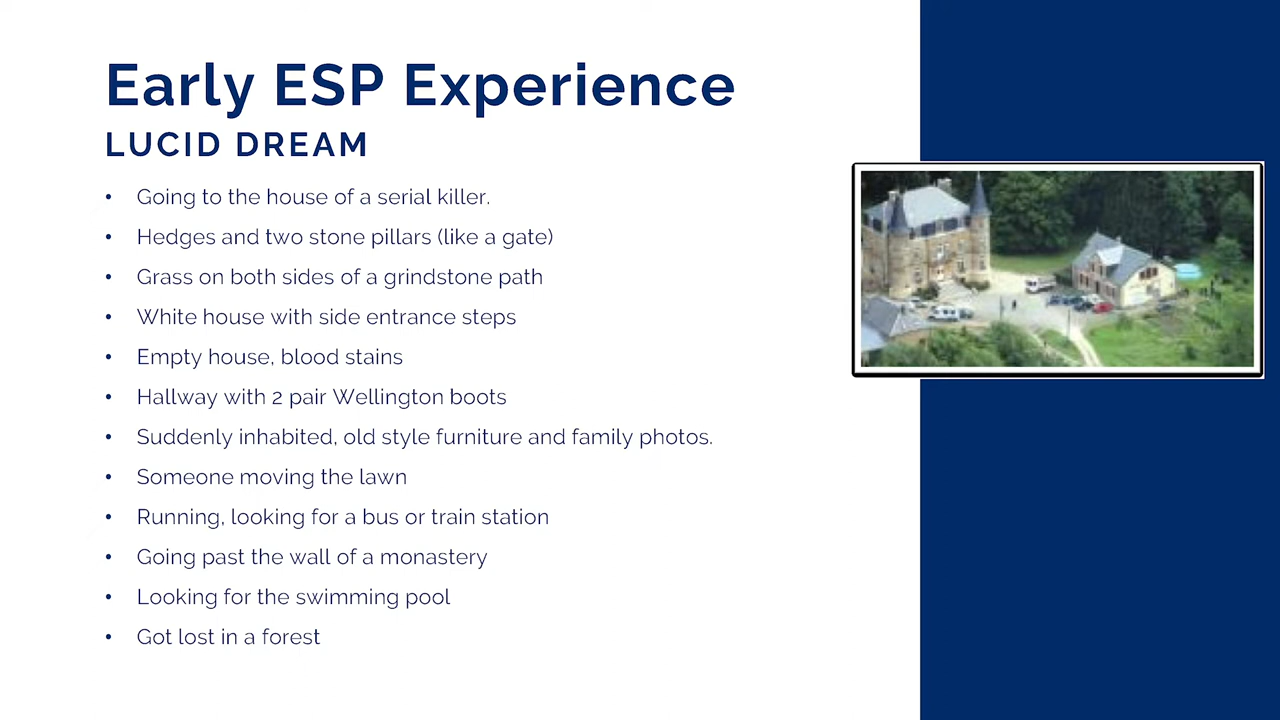 Early ESP Experience
LUCID DREAM
• Going to the house of a serial killer.
• Hedges and two stone pillars (like a gate)
• Grass on both sides of a grindstone path
• White house with side entrance steps
• Empty house, blood stains
• Hallway with 2 pair Wellington boots
• Suddenly inhabited, old style furniture and family photos.
• Someone moving the lawn
• Running, looking for a bus or train station
• Going past the wall of a monastery
• Looking for the swimming pool
• Got lost in a forest